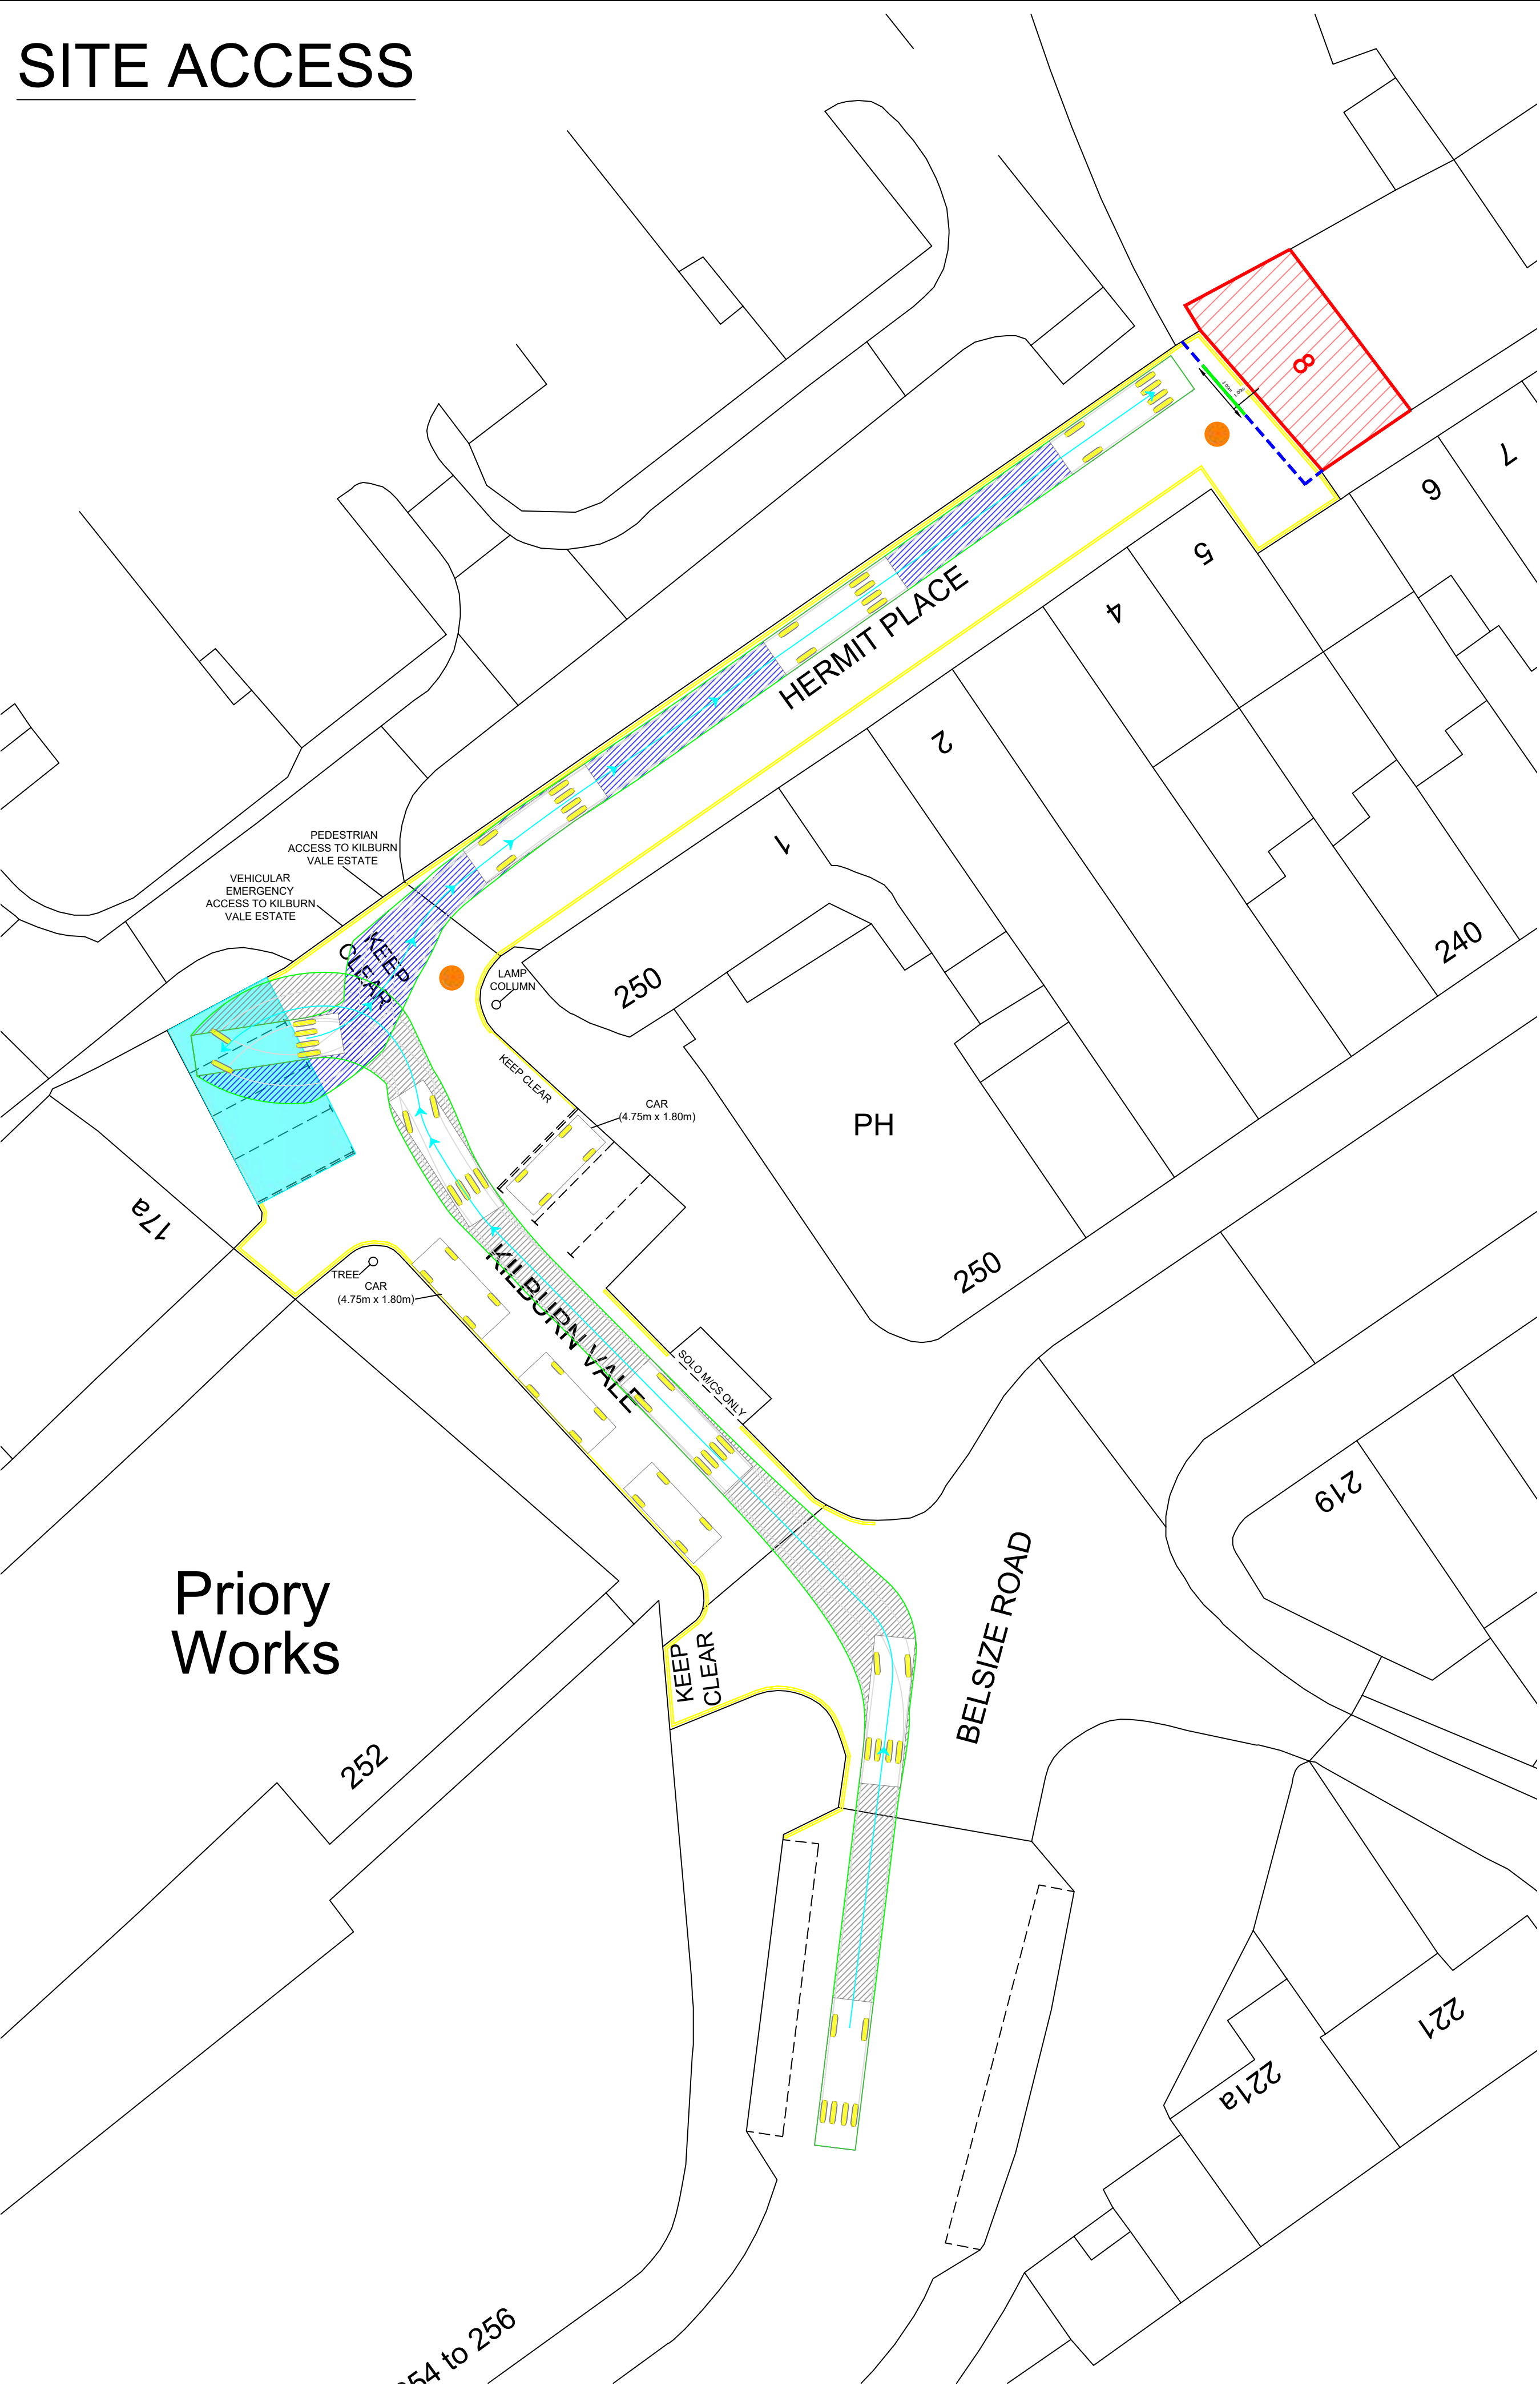 SITE ACCESS
8
7
6
5
4
HERMIT PLACE
2
1
PEDESTRIAN
ACCESS TO KILBURN
VALE ESTATE
VEHICULAR
EMERGENCY
ACCESS TO KILBURN
VALE ESTATE
KEEP
CLEAR
LAMP
COLUMN
250
240
KEEP CLEAR
CAR
(4.75m x 1.80m)
PH
17a
TREE
CAR
(4.75m x 1.80m)
KILBURN VALE
250
SOLO M/CS ONLY
219
Priory
Works
KEEP
CLEAR
BELSIZE ROAD
252
221
221a
to 256